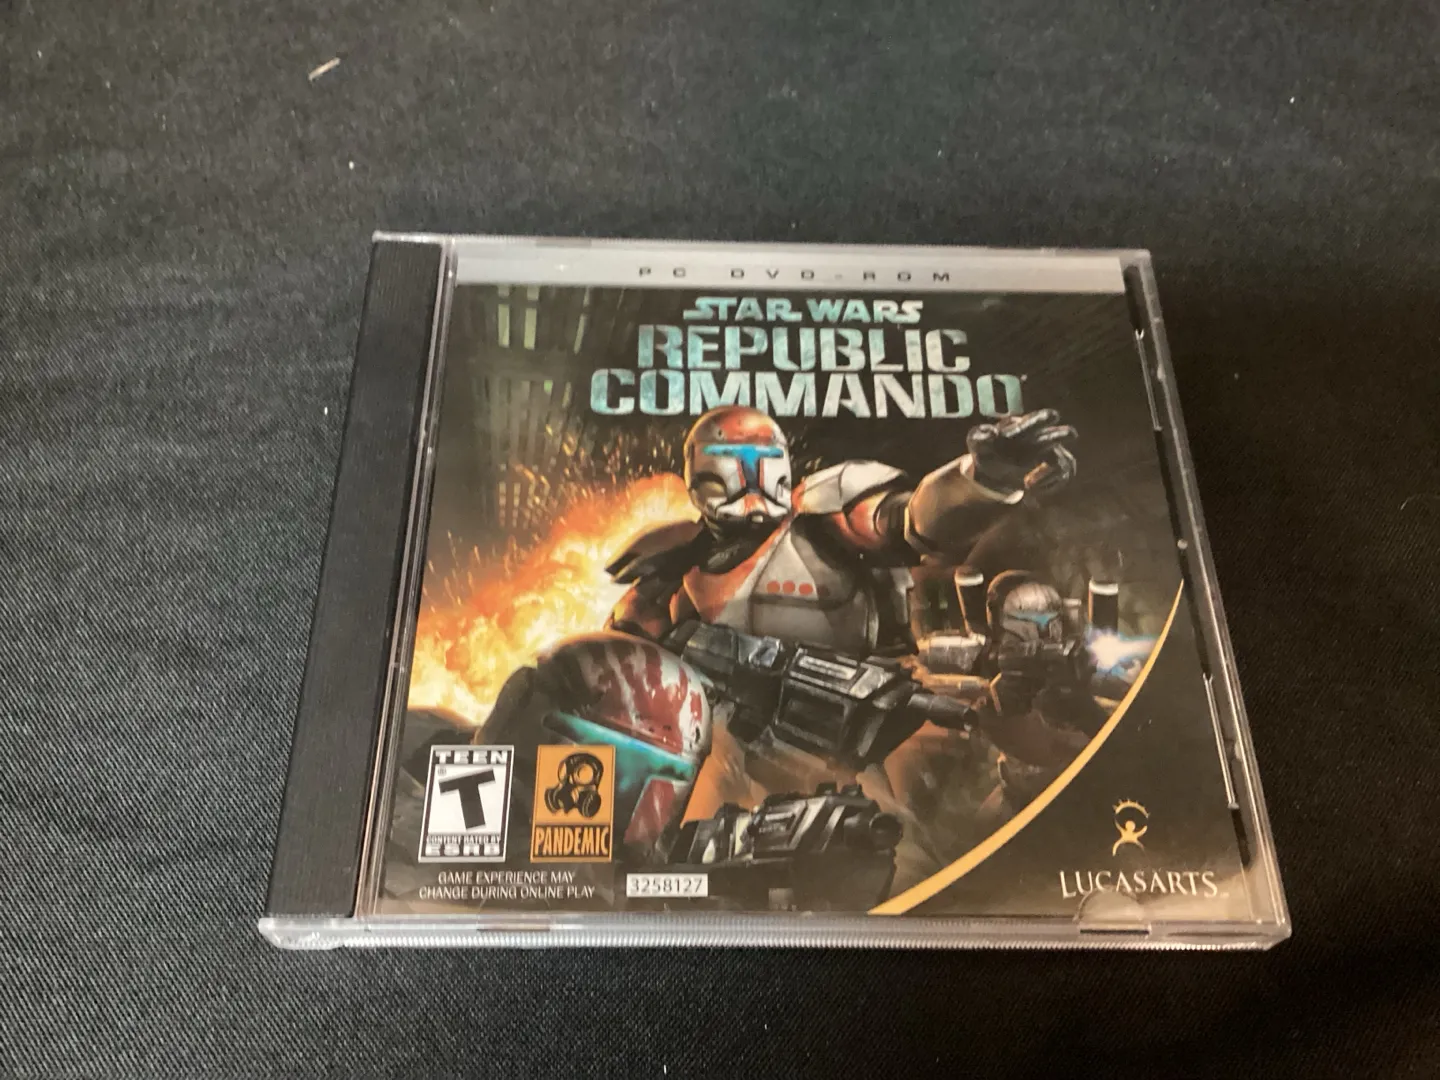 PC DVD-ROM
STAR WARS
REPUBLIC
COMMANDO
TEEN
T
CONTENT RATED BY
ESRB
PANDEMIC
GAME EXPERIENCE MAY
CHANGE DURING ONLINE PLAY
3258127
LUCASARTS